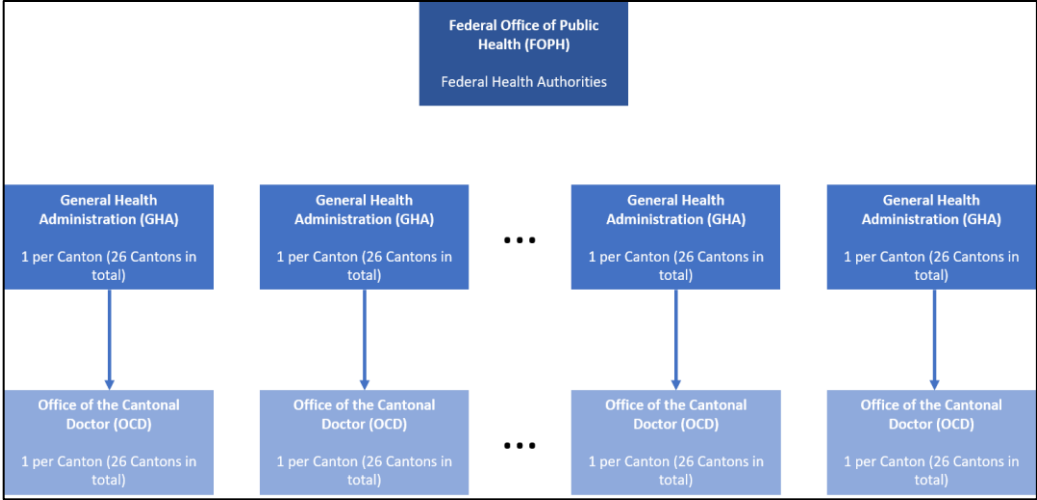 Federal Office of Public
Health (FOPH)
Federal Health Authorities
General Health
Administration (GHA)
1 per Canton (26 Cantons in
total)
General Health
Administration (GHA)
1 per Canton (26 Cantons in
total)
...
General Health
Administration (GHA)
1 per Canton (26 Cantons in
total)
General Health
Administration (GHA)
1 per Canton (26 Cantons in
total)
Office of the Cantonal
Doctor (OCD)
1 per Canton (26 Cantons in
total)
Office of the Cantonal
Doctor (OCD)
1 per Canton (26 Cantons in
total)
...
Office of the Cantonal
Doctor (OCD)
1 per Canton (26 Cantons in
total)
Office of the Cantonal
Doctor (OCD)
1 per Canton (26 Cantons in
total)